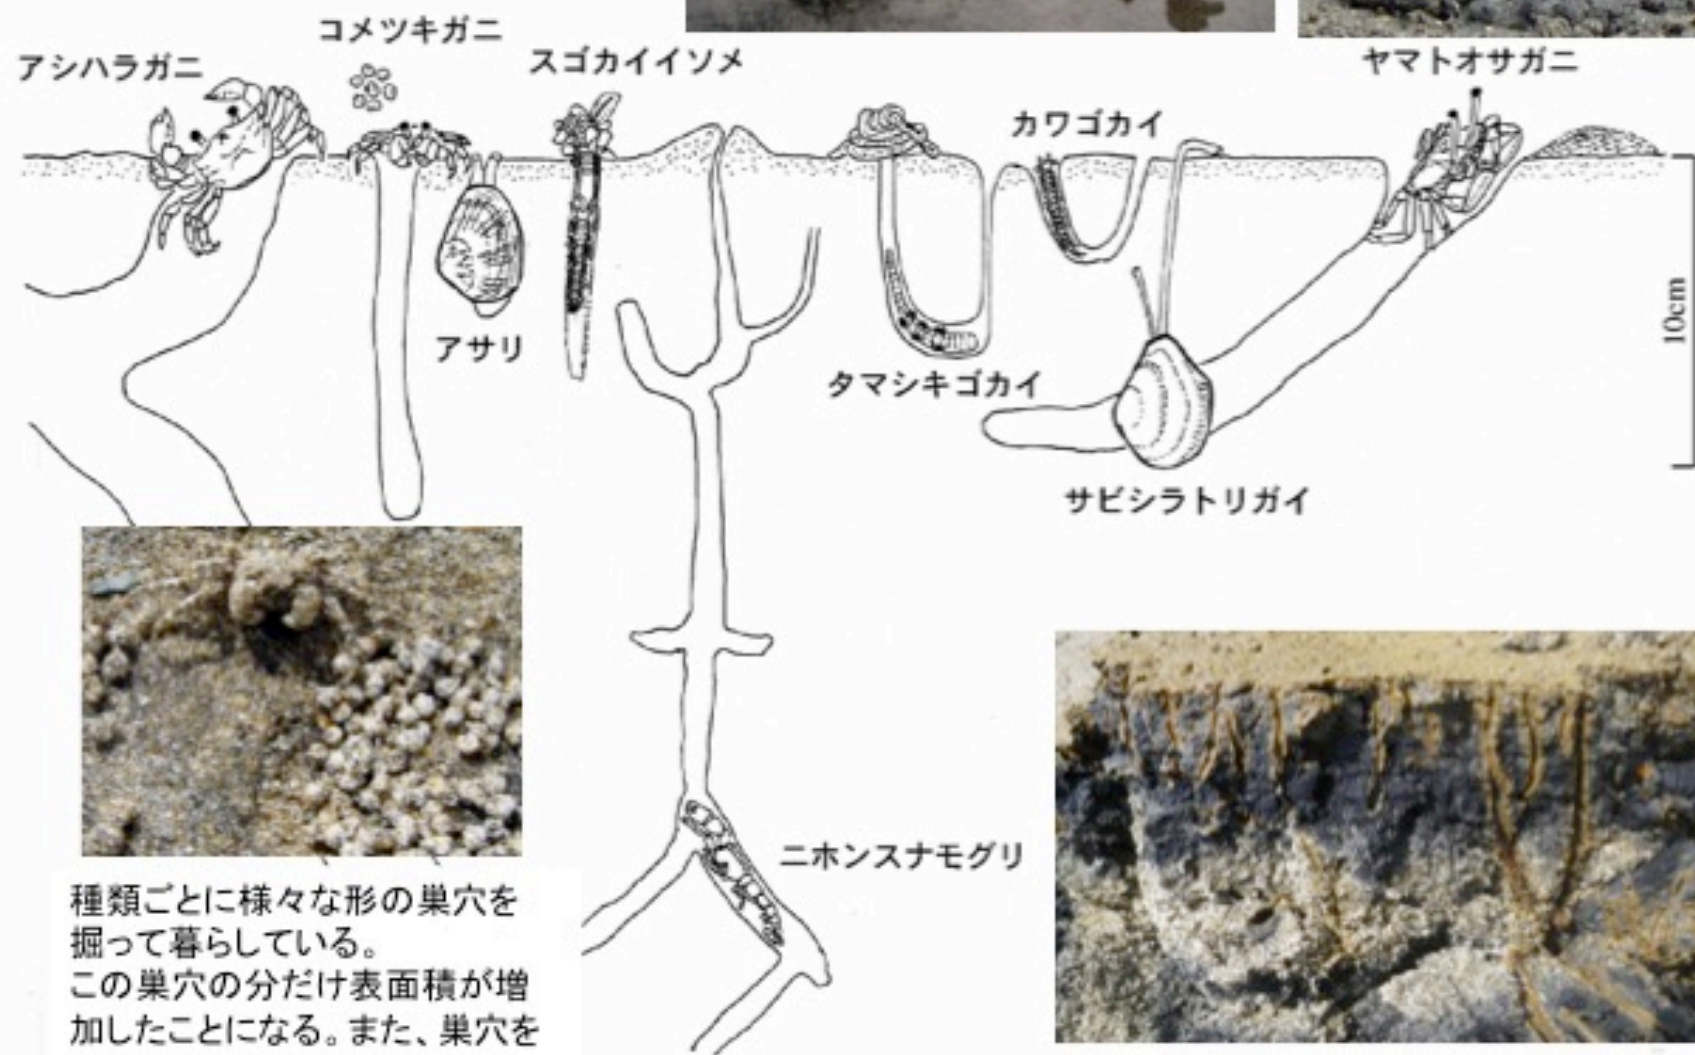 コメツキガニ
アシハラガニ
スゴカイイソメ
ヤマトオサガニ
カワゴカイ
10cm
アサリ
タマシキゴカイ
サビシラトリガイ
ニホンスナモグリ
種類ごとに様々な形の巣穴を
掘って暮らしている。
この巣穴の分だけ表面積が増
加したことになる。また、巣穴を